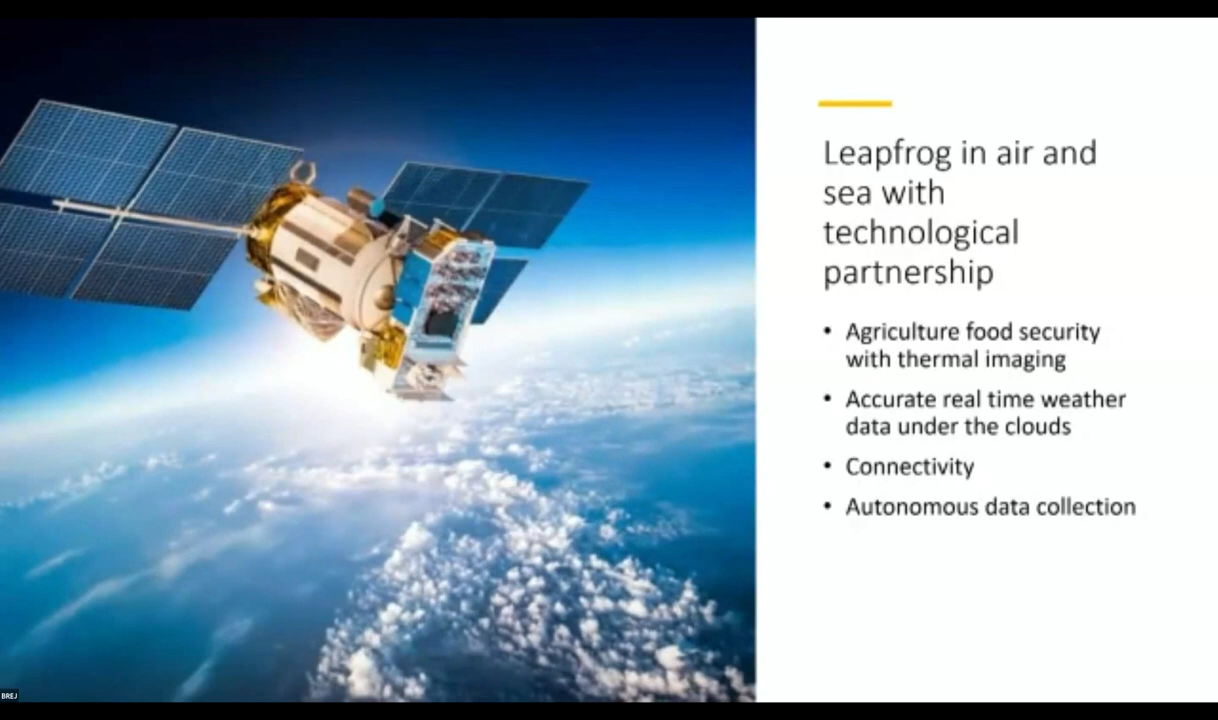 Leapfrog in air and
sea with
technological
partnership
• Agriculture food security
with thermal imaging
• Accurate real time weather
data under the clouds
• Connectivity
• Autonomous data collection
BREJ